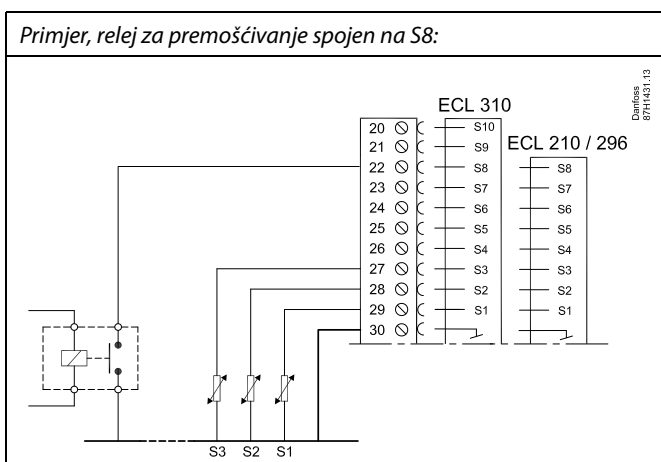 Primjer, relej za premošćivanje spojen na S8:
Danfoss
87H1431.13
ECL 310
ECL 210 / 296
20 S10
21 S9
22 S8 S8
23 S7 S7
24 S6 S6
25 S5 S5
26 S4 S4
27 S3 S3
28 S2 S2
29 S1 S1
30
S3 S2 S1